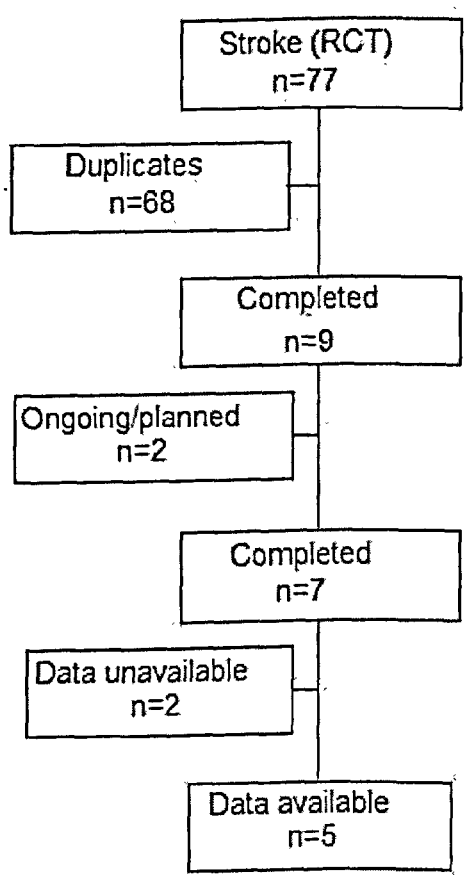 Stroke (RCT)
n=77
Duplicates
n=68
Completed
n=9
Ongoing/planned
n=2
Completed
n=7
Data unavailable
n=2
Data available
n=5